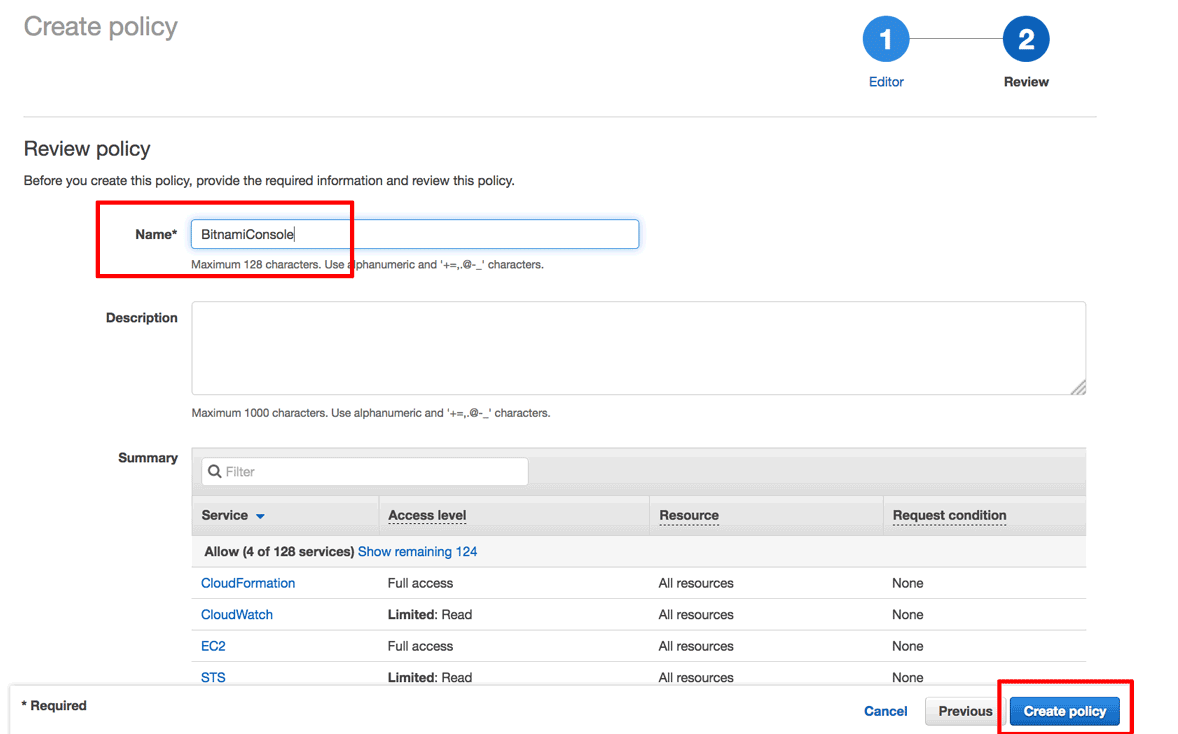 Create policy
1
2
Editor
Review
Review policy
Before you create this policy, provide the required information and review this policy.
Name* BitnamiConsole
Maximum 128 characters. Use alphanumeric and '+=,.@-_' characters.
Description
Maximum 1000 characters. Use alphanumeric and '+=,.@-_' characters.
Summary
Filter
Service Access level Resource Request condition
Allow (4 of 128 services) Show remaining 124
CloudFormation Full access All resources None
CloudWatch Limited: Read All resources None
EC2 Full access All resources None
STS Limited: Read All resources None
* Required
Cancel Previous Create policy